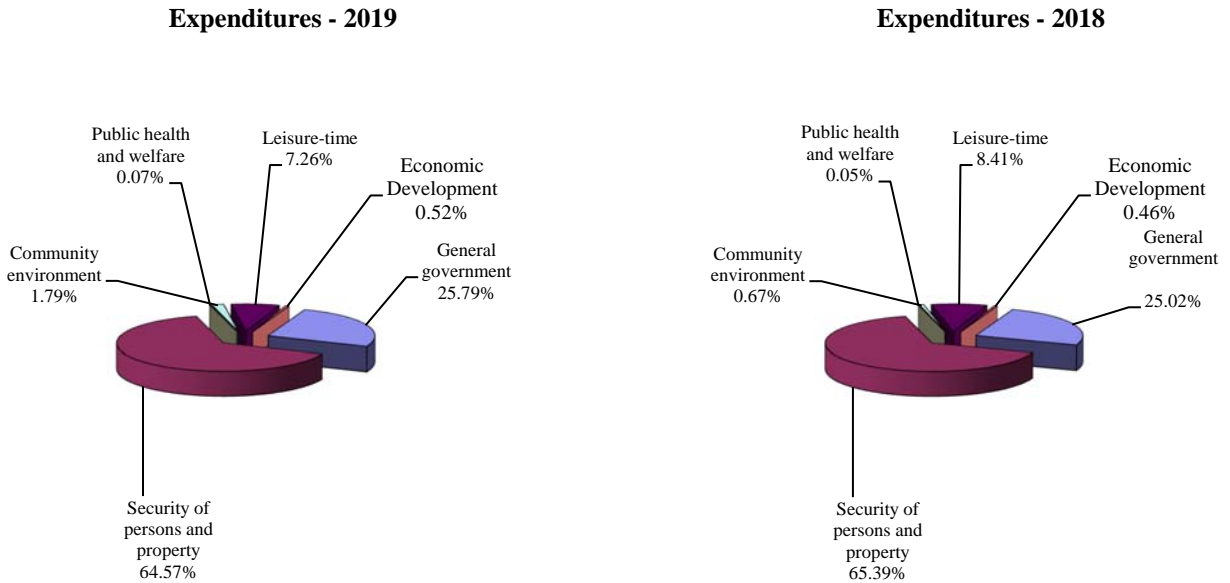 Expenditures - 2019
Public health
and welfare
0.07%
Leisure-time
7.26%
Economic
Development
0.52%
Community
environment
1.79%
General
government
25.79%
Security of
persons and
property
64.57%
Expenditures - 2018
Public health
and welfare
0.05%
Leisure-time
8.41%
Economic
Development
0.46%
General
government
25.02%
Community
environment
0.67%
Security of
persons and
property
65.39%